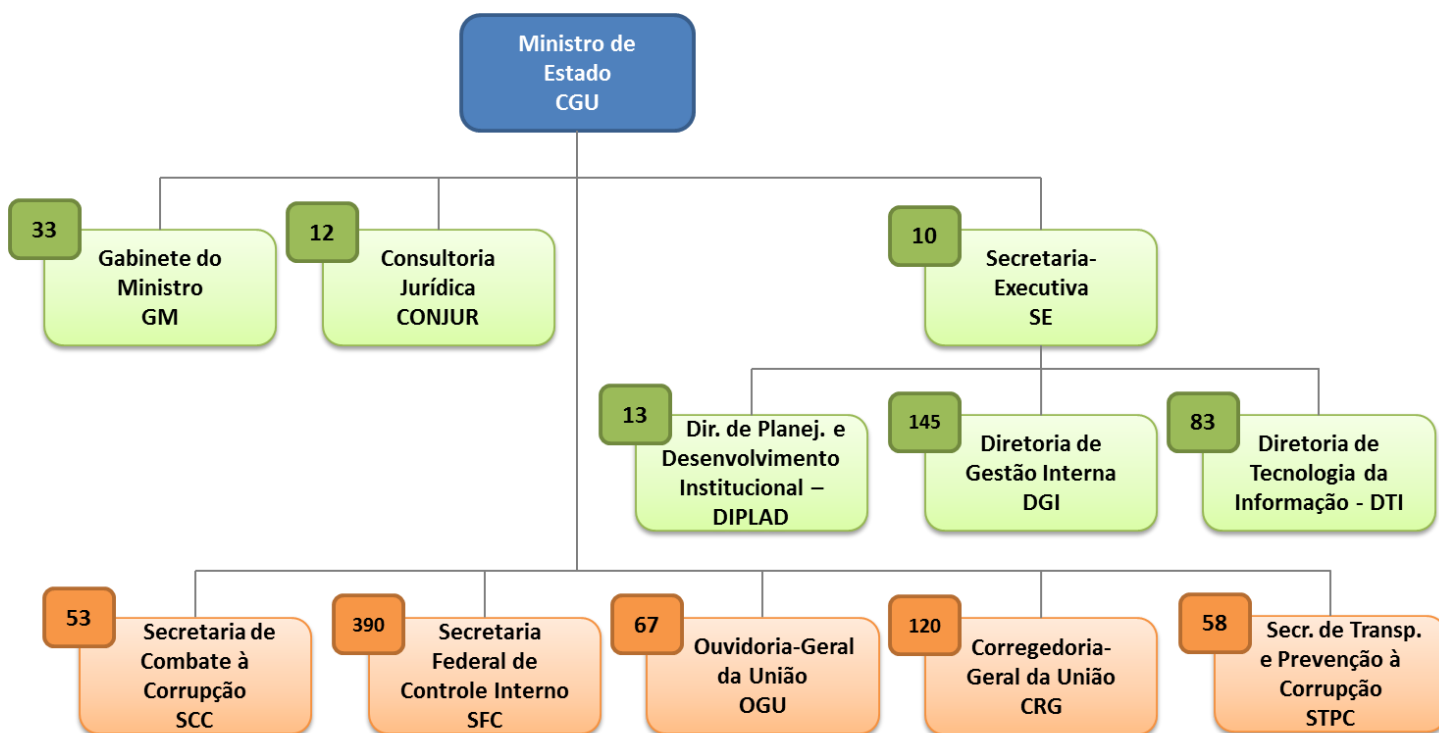 Ministro de
Estado
CGU
33
Gabinete do
Ministro
GM
12
Consultoria
Jurídica
CONJUR
10
Secretaria-
Executiva
SE
13
Dir. de Planej. e
Desenvolvimento
Institucional –
DIPLAD
145
Diretoria de
Gestão Interna
DGI
83
Diretoria de
Tecnologia da
Informação - DTI
53
Secretaria de
Combate à
Corrupção
SCC
390
Secretaria
Federal de
Controle Interno
SFC
67
Ouvidoria-Geral
da União
OGU
120
Corregedoria-
Geral da União
CRG
58
Secr. de Transp.
e Prevenção à
Corrupção
STPC